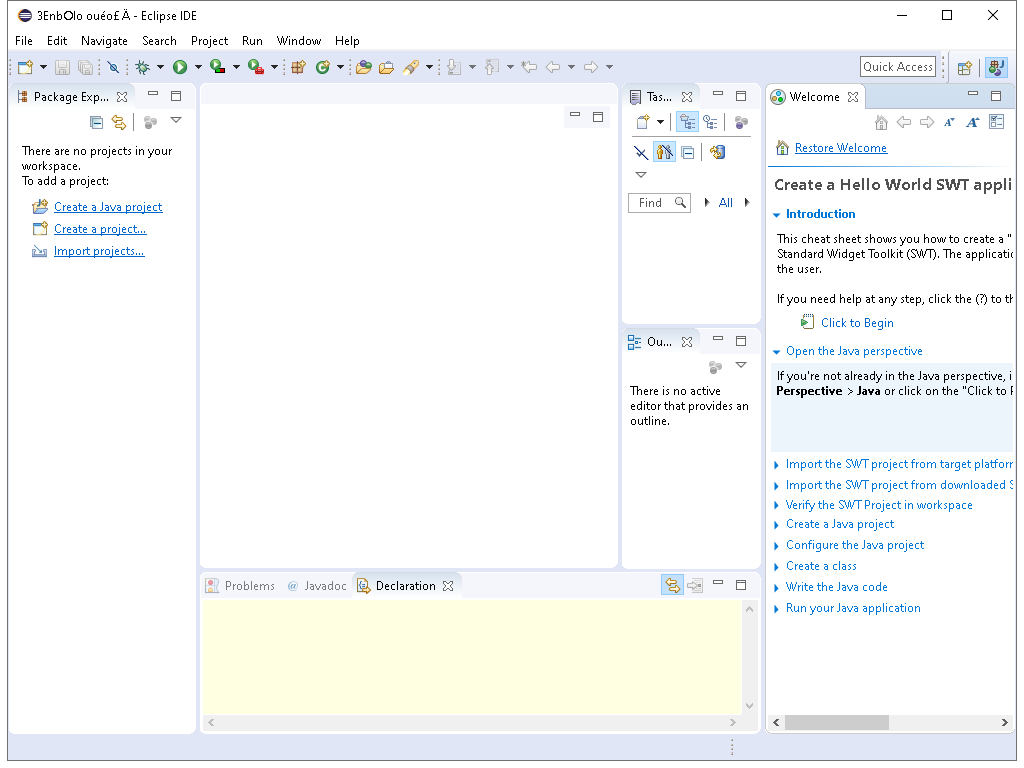 3EnbOlo ouéo£Ä - Eclipse IDE
File Edit Navigate Search Project Run Window Help
Quick Access
Package Exp...
There are no projects in your
workspace.
To add a project:
Create a Java project
Create a project...
Import projects...
Tas...
Find
All
Ou...
There is no active
editor that provides an
outline.
Problems @ Javadoc Declaration
Welcome
Restore Welcome
Create a Hello World SWT appli
Introduction
This cheat sheet shows you how to create a "
Standard Widget Toolkit (SWT). The applicati
the user.
If you need help at any step, click the (?) to th
Click to Begin
Open the Java perspective
If you're not already in the Java perspective, i
Perspective > Java or click on the "Click to
Import the SWT project from target platfor
Import the SWT project from downloaded S
Verify the SWT Project in workspace
Create a Java project
Configure the Java project
Create a class
Write the Java code
Run your Java application